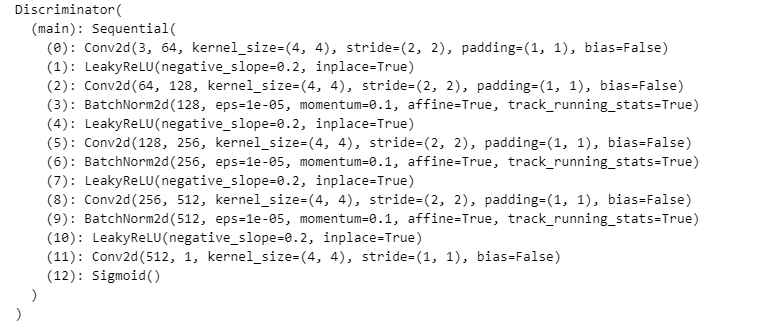 Discriminator(
  (main): Sequential(
    (0): Conv2d(3, 64, kernel_size=(4, 4), stride=(2, 2), padding=(1, 1), bias=False)
    (1): LeakyReLU(negative_slope=0.2, inplace=True)
    (2): Conv2d(64, 128, kernel_size=(4, 4), stride=(2, 2), padding=(1, 1), bias=False)
    (3): BatchNorm2d(128, eps=1e-05, momentum=0.1, affine=True, track_running_stats=True)
    (4): LeakyReLU(negative_slope=0.2, inplace=True)
    (5): Conv2d(128, 256, kernel_size=(4, 4), stride=(2, 2), padding=(1, 1), bias=False)
    (6): BatchNorm2d(256, eps=1e-05, momentum=0.1, affine=True, track_running_stats=True)
    (7): LeakyReLU(negative_slope=0.2, inplace=True)
    (8): Conv2d(256, 512, kernel_size=(4, 4), stride=(2, 2), padding=(1, 1), bias=False)
    (9): BatchNorm2d(512, eps=1e-05, momentum=0.1, affine=True, track_running_stats=True)
    (10): LeakyReLU(negative_slope=0.2, inplace=True)
    (11): Conv2d(512, 1, kernel_size=(4, 4), stride=(1, 1), bias=False)
    (12): Sigmoid()
  )
)